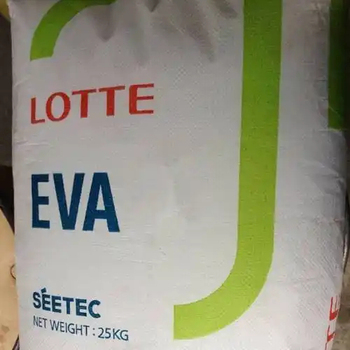 LOTTE
EVA
SEETEC
NET WEIGHT : 25KG